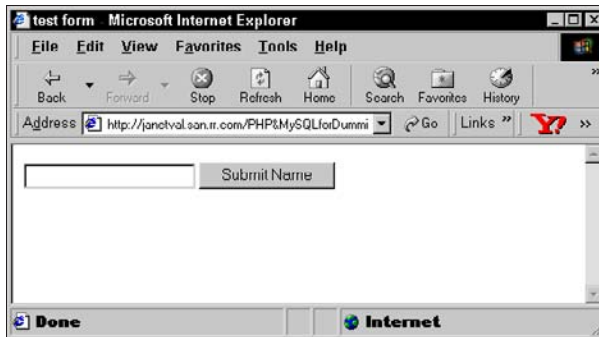 test form - Microsoft Internet Explorer
File Edit View Favorites Tools Help
Back Forward Stop Refresh Home Search Favorites History »
Address http://janetval.san.rr.com/PHP&MySQLforDummi Go Links » Y? »
Submit Name
Done Internet